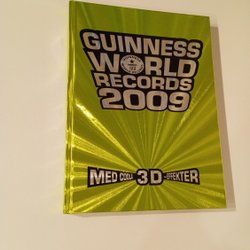 GUINNESS
WORLD
RECORDS
2009
MED COOLA 3D-EFFEKTER